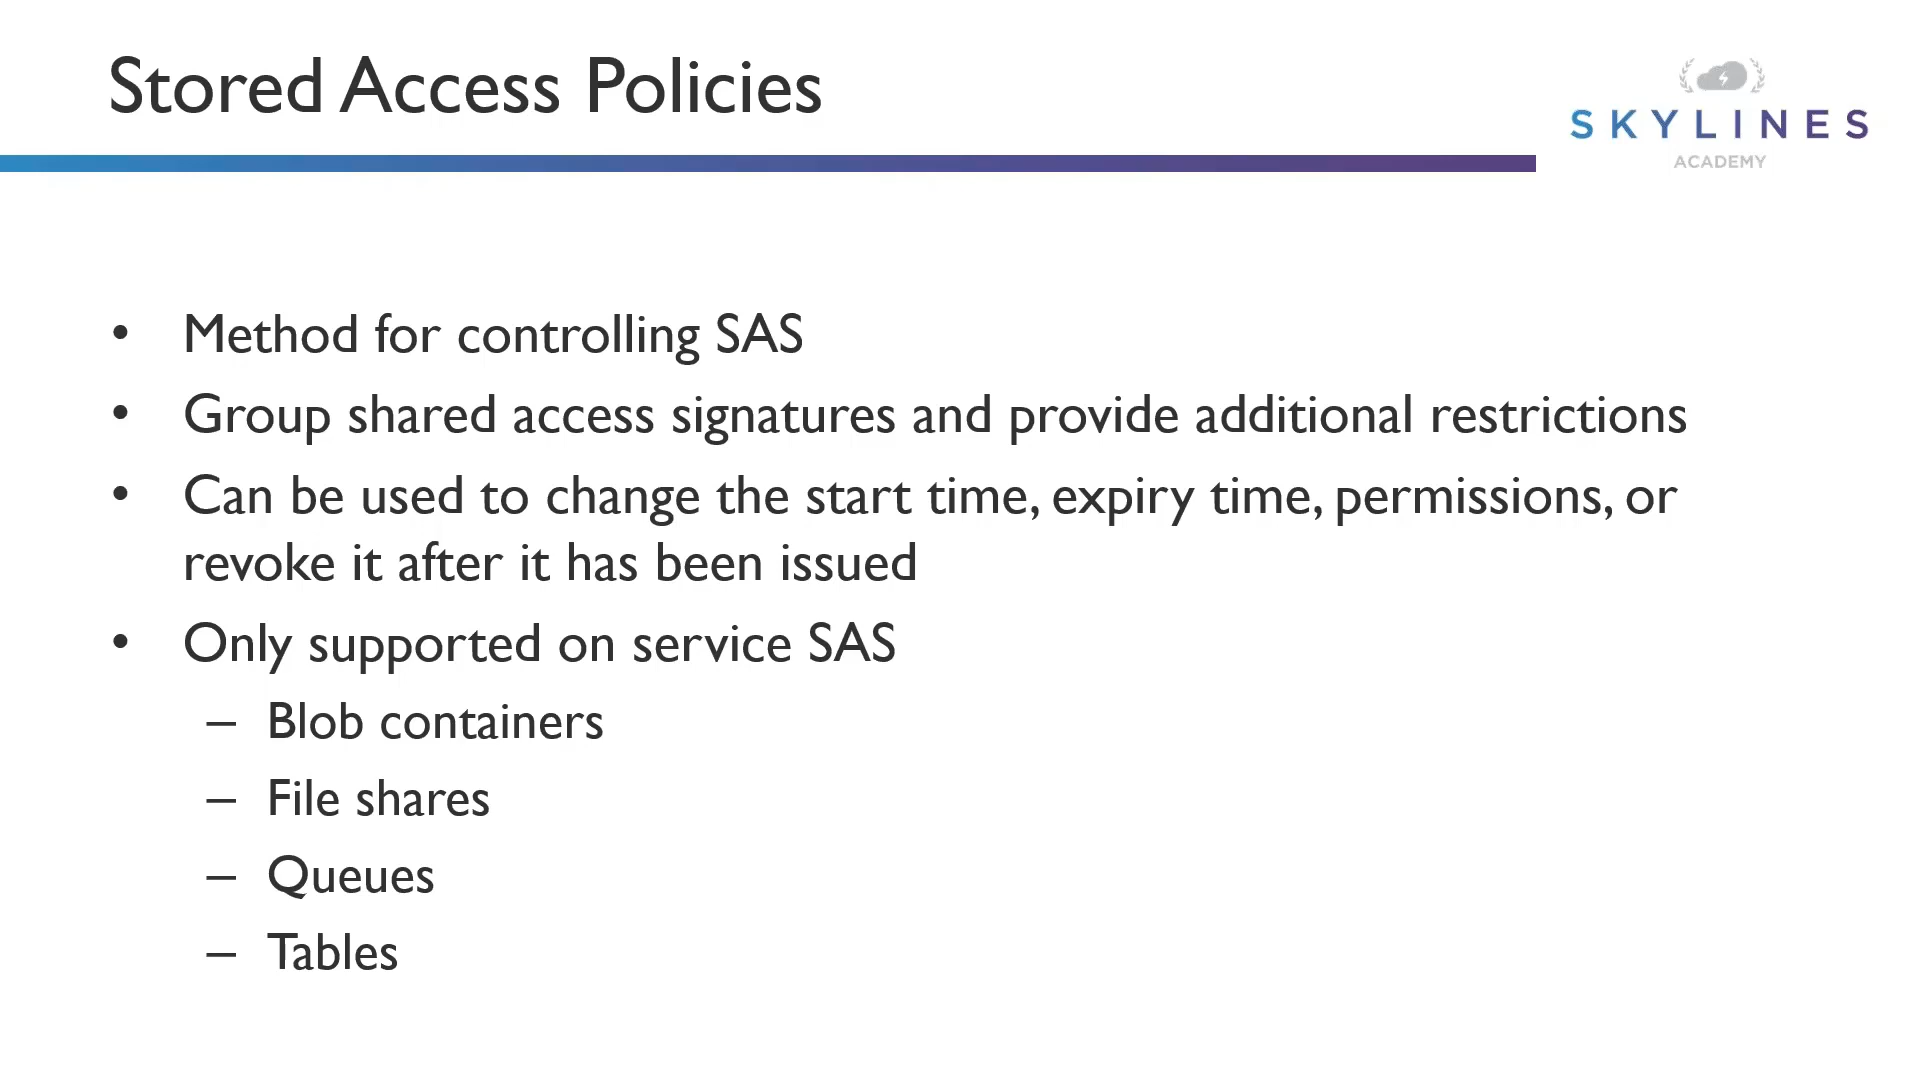 Stored Access Policies
SKYLINES
ACADEMY
• Method for controlling SAS
• Group shared access signatures and provide additional restrictions
• Can be used to change the start time, expiry time, permissions, or
revoke it after it has been issued
• Only supported on service SAS
– Blob containers
– File shares
– Queues
– Tables